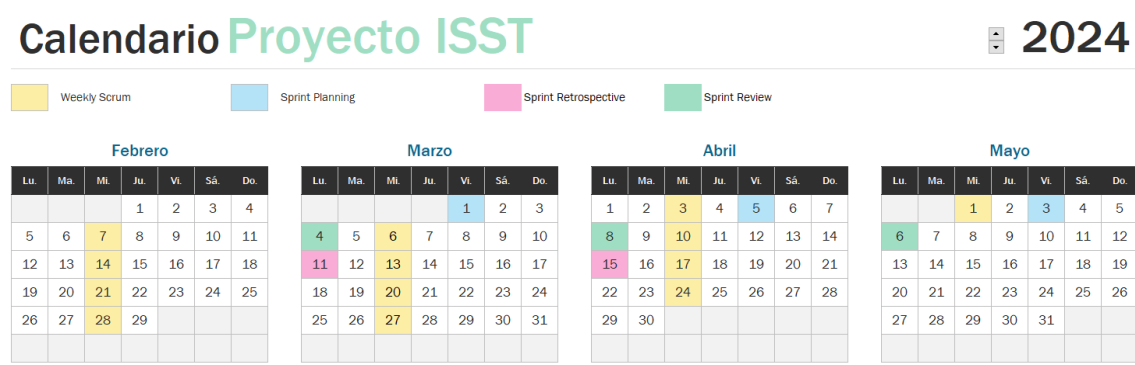 Calendario Proyecto ISST 2024
Weekly Scrum Sprint Planning Sprint Retrospective Sprint Review
Febrero Marzo Abril Mayo
Lu. Ma. Mi. Ju. Vi. Sá. Do. Lu. Ma. Mi. Ju. Vi. Sá. Do. Lu. Ma. Mi. Ju. Vi. Sá. Do. Lu. Ma. Mi. Ju. Vi. Sá. Do.
1 2 3 4 1 2 3 1 2 3 4 5 6 7 1 2 3 4 5
5 6 7 8 9 10 11 4 5 6 7 8 9 10 8 9 10 11 12 13 14 6 7 8 9 10 11 12
12 13 14 15 16 17 18 11 12 13 14 15 16 17 15 16 17 18 19 20 21 13 14 15 16 17 18 19
19 20 21 22 23 24 25 18 19 20 21 22 23 24 22 23 24 25 26 27 28 20 21 22 23 24 25 26
26 27 28 29 25 26 27 28 29 30 31 29 30 27 28 29 30 31